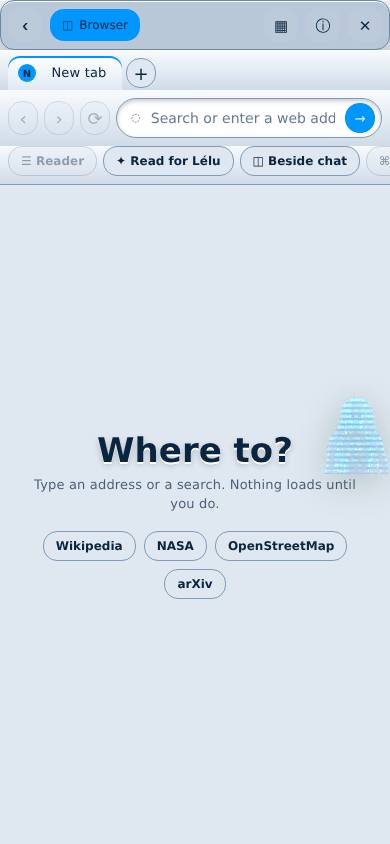 Browser
N New tab
Search or enter a web add
Reader
Read for Lélu
Beside chat
Where to?
Type an address or a search. Nothing loads until
you do.
Wikipedia
NASA
OpenStreetMap
arXiv